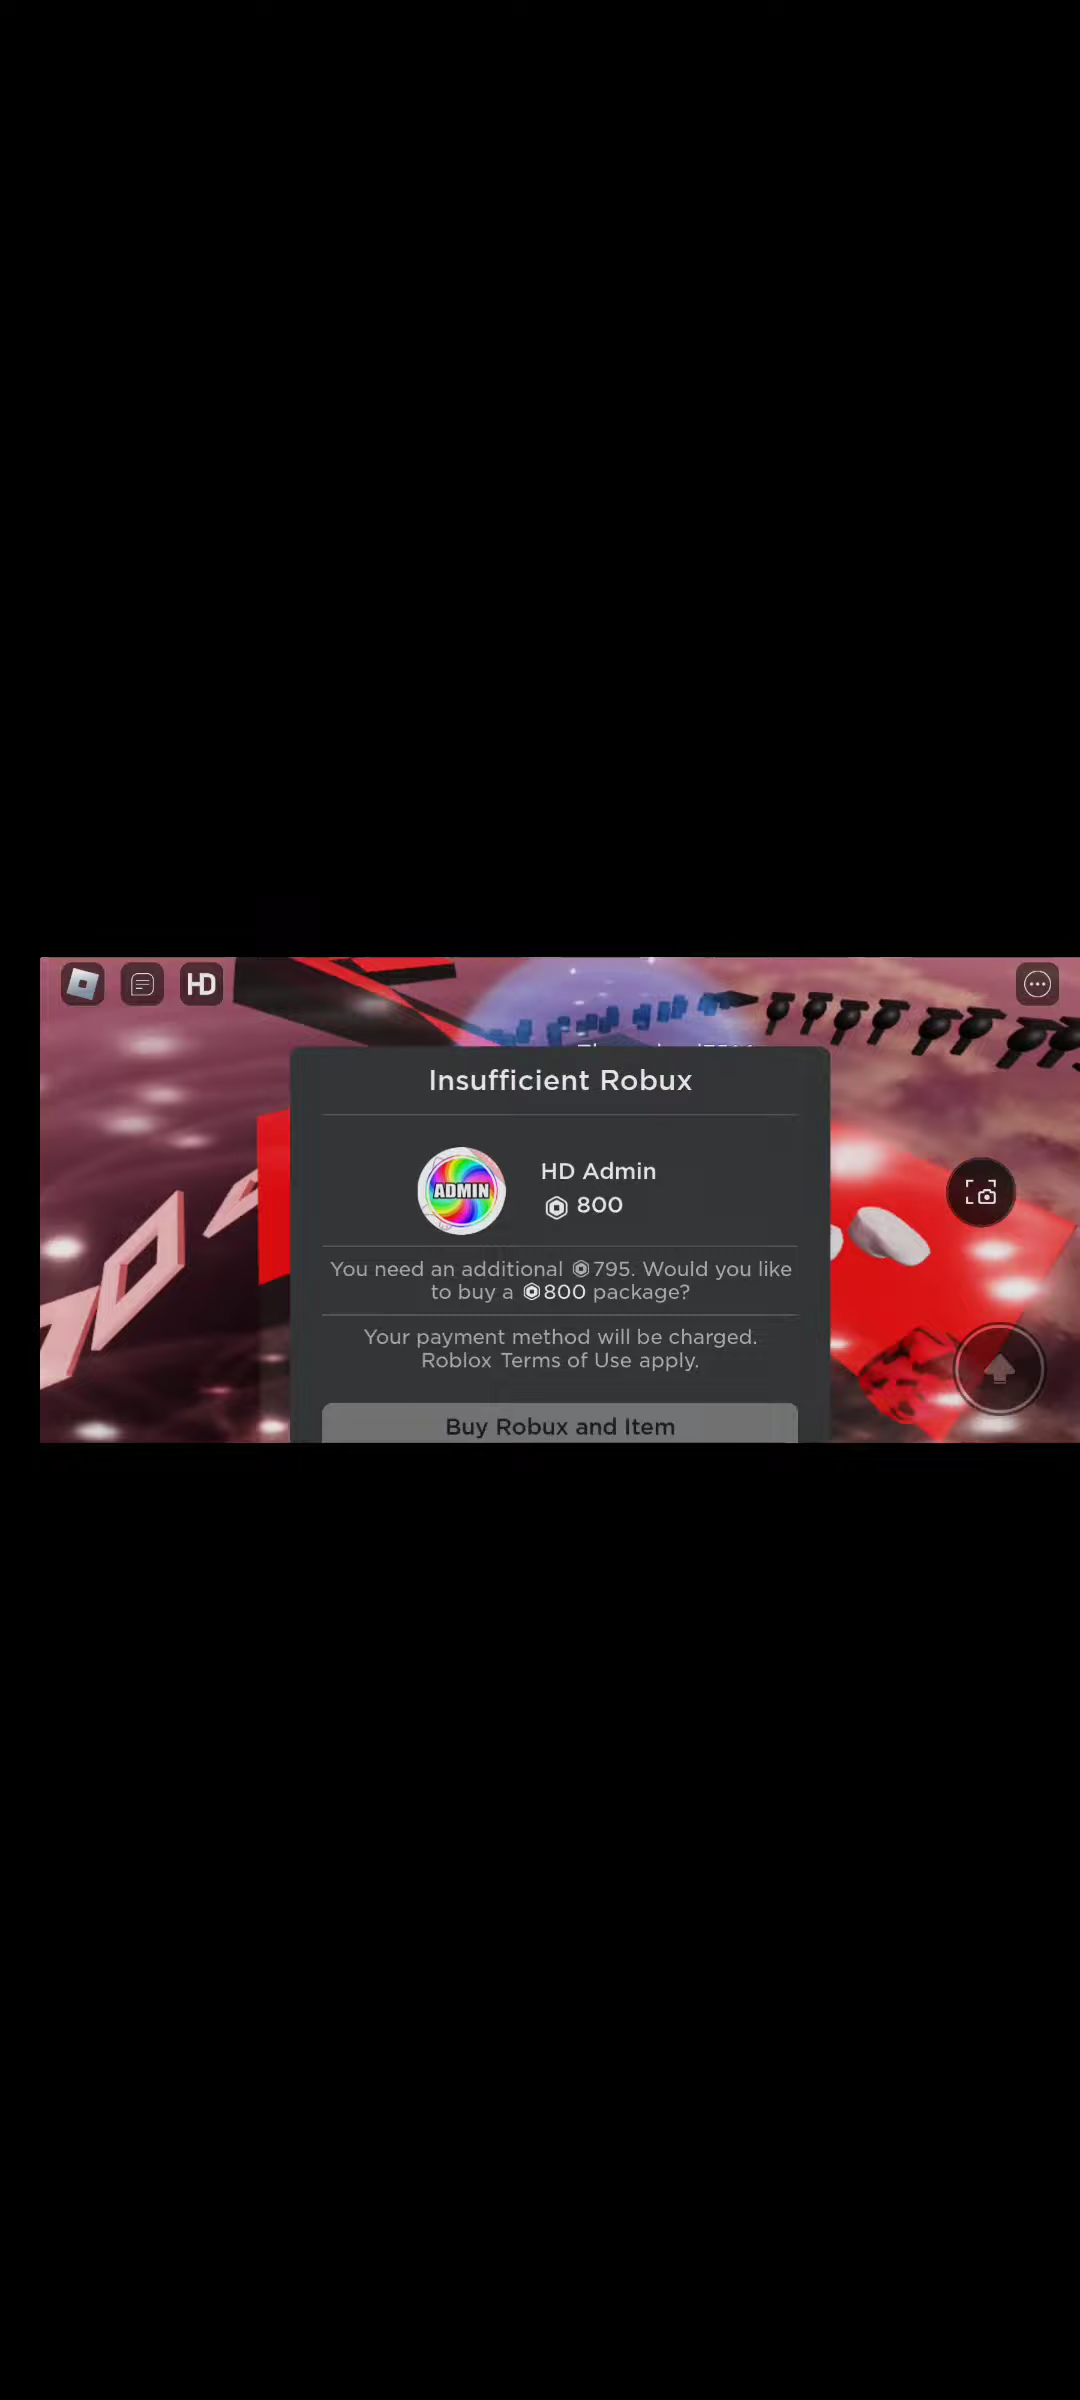 HD
Insufficient Robux
ADMIN
HD Admin
800
You need an additional 795. Would you like
to buy a 800 package?
Your payment method will be charged.
Roblox Terms of Use apply.
Buy Robux and Item